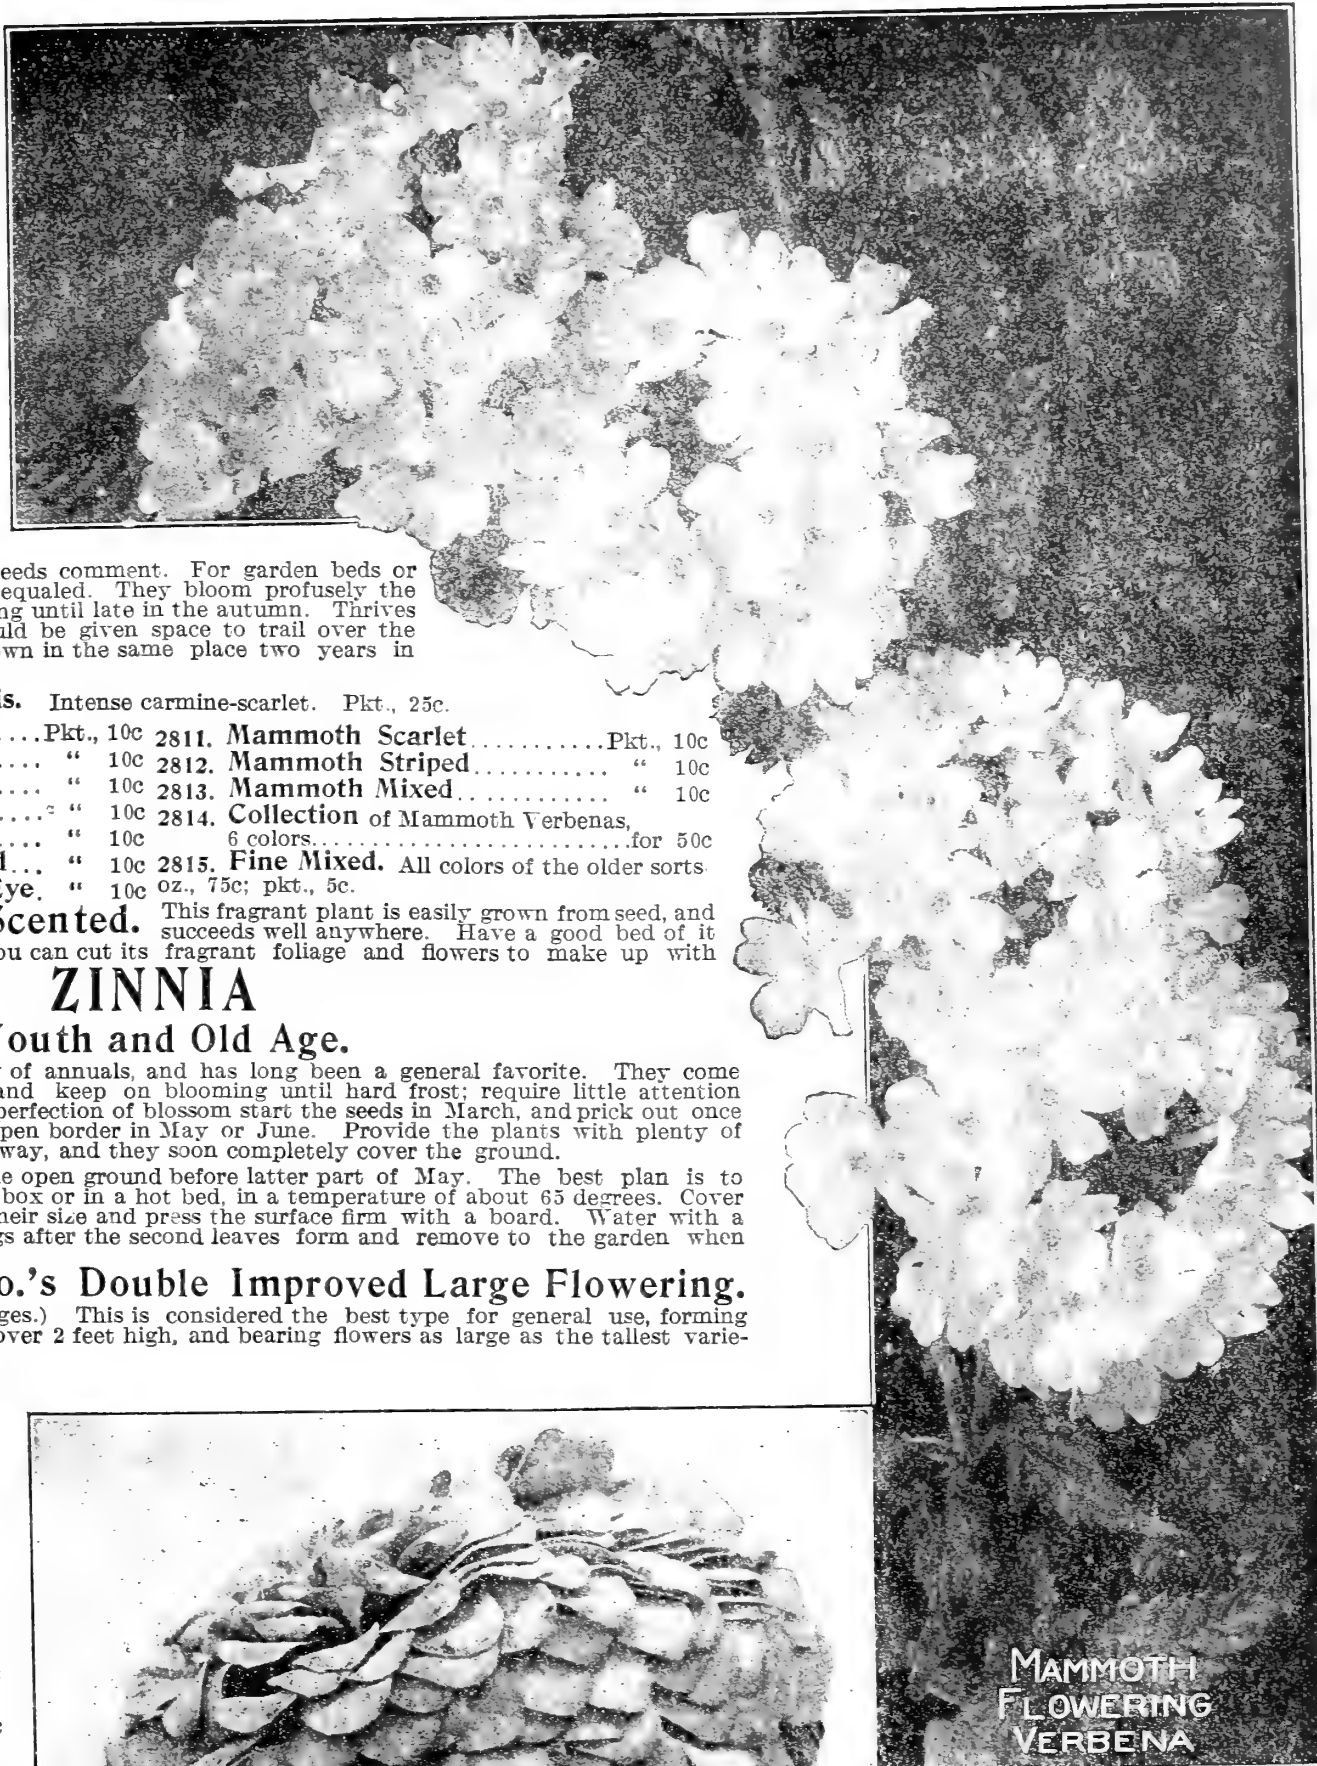 eeds comment. For garden beds or
equaled. They bloom profusely the
ng until late in the autumn. Thrives
uld be given space to trail over the
wn in the same place two years in
is. Intense carmine-scarlet. Pkt., 25c.
....Pkt., 10c
.... “ 10c
.... “ 10c
.... “ 10c
.... “ 10c
l... “ 10c
Eye. “ 10c
2811. Mammoth Scarlet...........Pkt., 10c
2812. Mammoth Striped........... “ 10c
2813. Mammoth Mixed............ “ 10c
2814. Collection of Mammoth Verbenas,
6 colors..........................for 50c
2815. Fine Mixed. All colors of the older sorts.
oz., 75c; pkt., 5c.
Scented. This fragrant plant is easily grown from seed, and
succeeds well anywhere. Have a good bed of it
ou can cut its fragrant foliage and flowers to make up with
ZINNIA
Youth and Old Age.
of annuals, and has long been a general favorite. They come
and keep on blooming until hard frost; require little attention
perfection of blossom start the seeds in March, and prick out once
pen border in May or June. Provide the plants with plenty of
way, and they soon completely cover the ground.
e open ground before latter part of May. The best plan is to
box or in a hot bed, in a temperature of about 65 degrees. Cover
heir size and press the surface firm with a board. Water with a
gs after the second leaves form and remove to the garden when
o.'s Double Improved Large Flowering.
ges.) This is considered the best type for general use, forming
over 2 feet high, and bearing flowers as large as the tallest varie-
MAMMOTH
FLOWERING
VERBENA